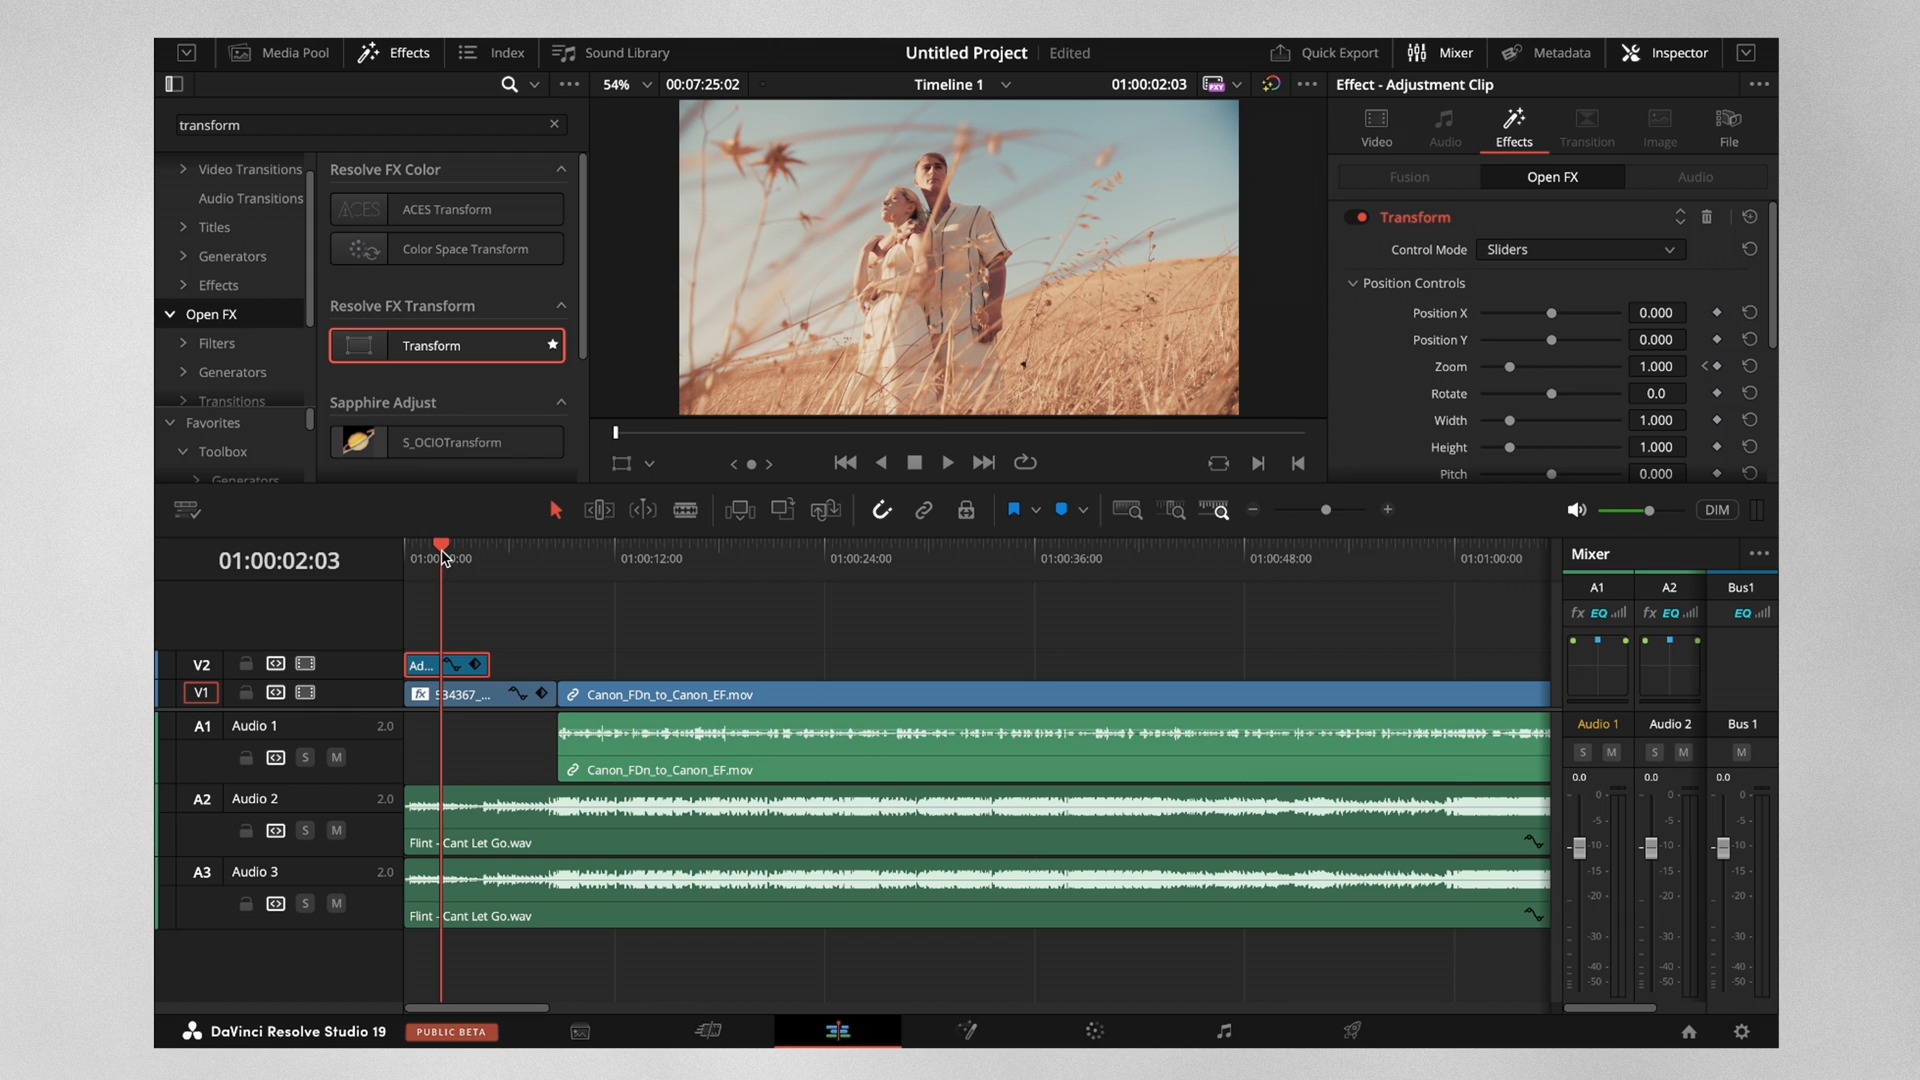 Media Pool Effects Index Sound Library Untitled Project Edited Quick Export Mixer Metadata Inspector
54% 00:07:25:02 Timeline 1 01:00:02:03 PXY Effect - Adjustment Clip
transform
Video Transitions
Audio Transitions
Titles
Generators
Effects
Open FX
Filters
Generators
Transitions
Favorites
Toolbox
Generators
Resolve FX Color
ACES ACES Transform
Color Space Transform
Resolve FX Transform
Transform
Sapphire Adjust
S_OCIOTransform
Video Audio Effects Transition Image File
Fusion Open FX Audio
Transform
Control Mode Sliders
Position Controls
Position X 0.000
Position Y 0.000
Zoom 1.000
Rotate 0.0
Width 1.000
Height 1.000
Pitch 0.000
DIM
01:00:02:03
01:00:12:00 01:00:24:00 01:00:36:00 01:00:48:00 01:01:00:00
V2 Ad...
V1 fx 534367_... Canon_FDn_to_Canon_EF.mov
A1 Audio 1 2.0
S M
Canon_FDn_to_Canon_EF.mov
A2 Audio 2 2.0
S M
Flint - Cant Let Go.wav
A3 Audio 3 2.0
S M
Flint - Cant Let Go.wav
Mixer
A1 A2 Bus1
fx EQ fx EQ EQ
Audio 1 Audio 2 Bus 1
S M S M M
0.0 0.0 0.0
0 0 0
-5 -5 -5
-10 -10 -10
-15 -15 -15
-20 -20 -20
-30 -30 -30
-40 -40 -40
-50 -50 -50
DaVinci Resolve Studio 19 PUBLIC BETA